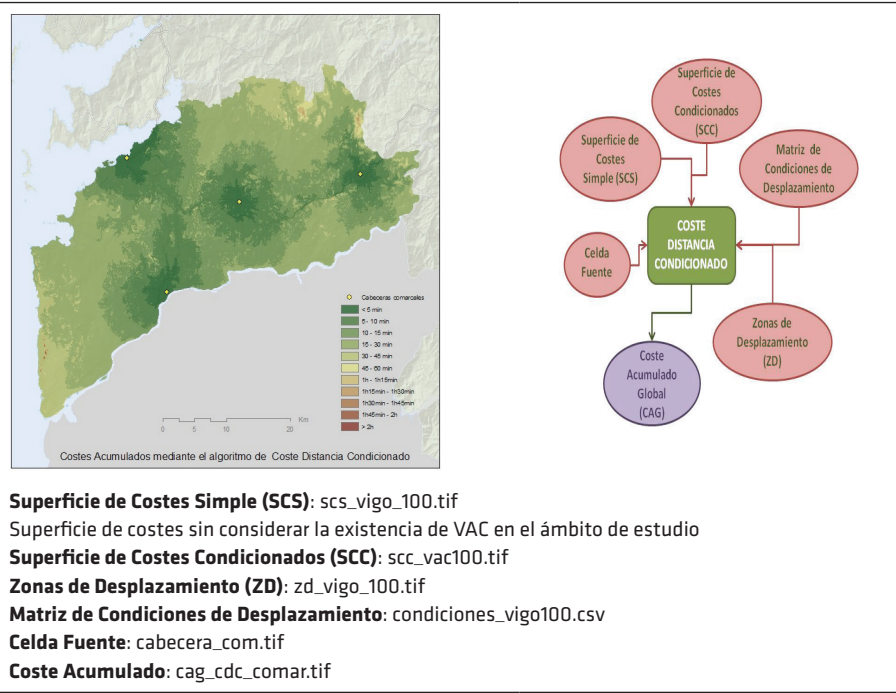 Cabeceras comarcales
< 5 min
5 - 10 min
10 - 15 min
15 - 30 min
30 - 45 min
45 - 60 min
1h - 1h15min
1h15min - 1h30min
1h30min - 1h45min
1h45min - 2h
> 2h
Km
0 5 10 20
Costes Acumulados mediante el algoritmo de Coste Distancia Condicionado
Superficie de
Costes
Condicionados
(SCC)
Superficie de
Costes
Simple (SCS)
Matriz de
Condiciones de
Desplazamiento
COSTE
DISTANCIA
CONDICIONADO
Celda
Fuente
Zonas de
Desplazamiento
(ZD)
Coste
Acumulado
Global
(CAG)
Superficie de Costes Simple (SCS): scs_vigo_100.tif
Superficie de costes sin considerar la existencia de VAC en el ámbito de estudio
Superficie de Costes Condicionados (SCC): scc_vac100.tif
Zonas de Desplazamiento (ZD): zd_vigo_100.tif
Matriz de Condiciones de Desplazamiento: condiciones_vigo100.csv
Celda Fuente: cabecera_com.tif
Coste Acumulado: cag_cdc_comar.tif